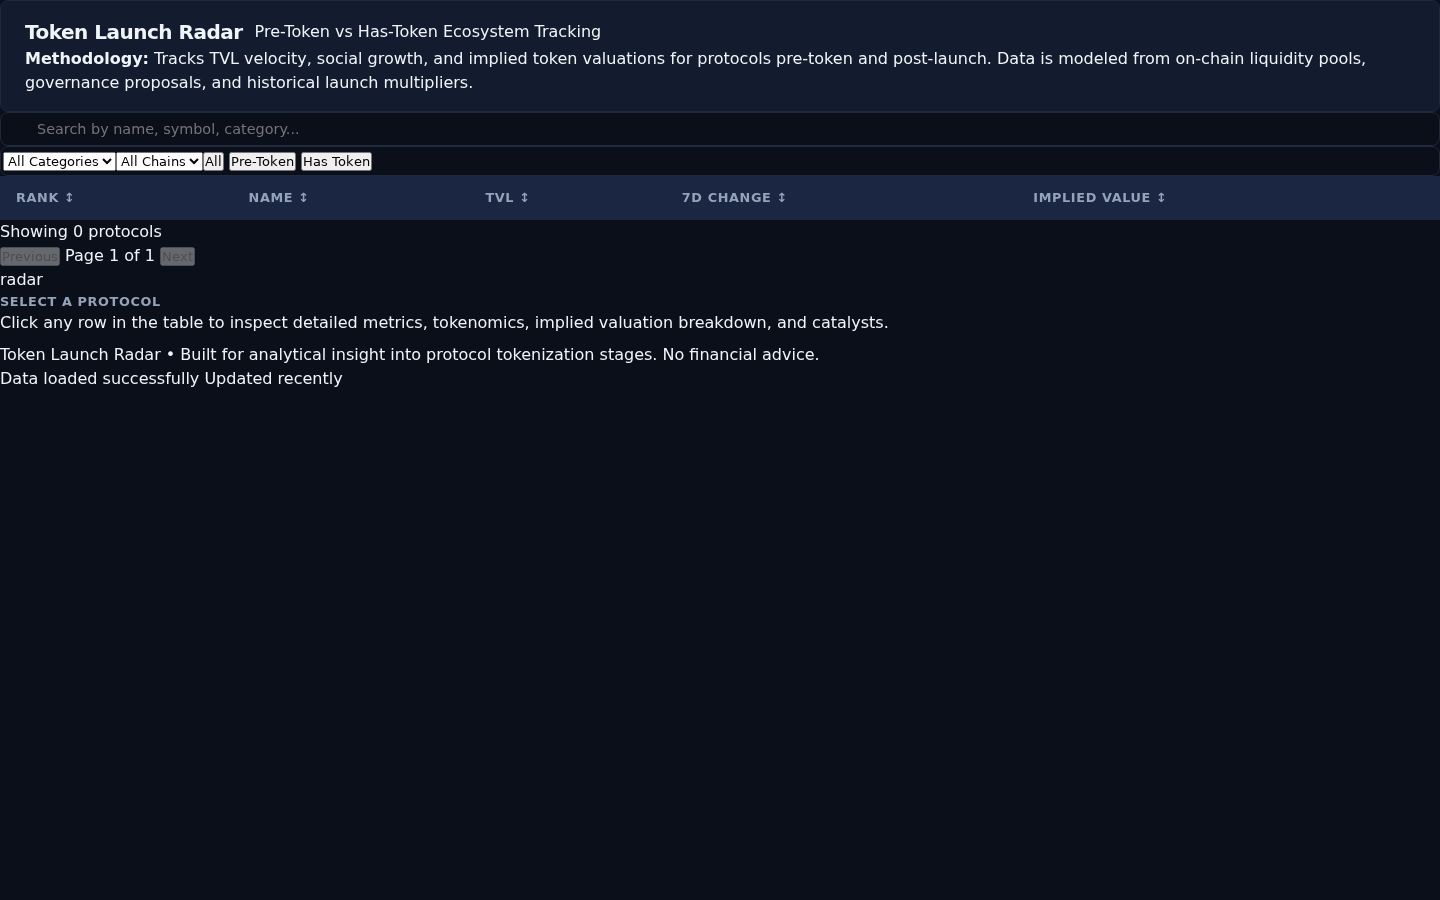 Token Launch Radar Pre-Token vs Has-Token Ecosystem Tracking
Methodology: Tracks TVL velocity, social growth, and implied token valuations for protocols pre-token and post-launch. Data is modeled from on-chain liquidity pools,
governance proposals, and historical launch multipliers.
Search by name, symbol, category...
All Categories All Chains All Pre-Token Has Token
RANK ↕ NAME ↕ TVL ↕ 7D CHANGE ↕ IMPLIED VALUE ↕
Showing 0 protocols
Previous Page 1 of 1 Next
radar
SELECT A PROTOCOL
Click any row in the table to inspect detailed metrics, tokenomics, implied valuation breakdown, and catalysts.
Token Launch Radar • Built for analytical insight into protocol tokenization stages. No financial advice.
Data loaded successfully Updated recently